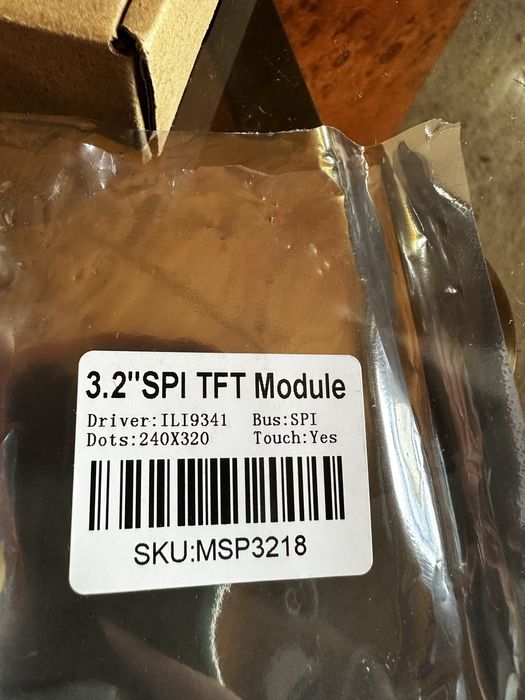 3.2"SPI TFT Module
Driver:ILI9341 Bus:SPI
Dots:240X320 Touch:Yes
SKU:MSP3218